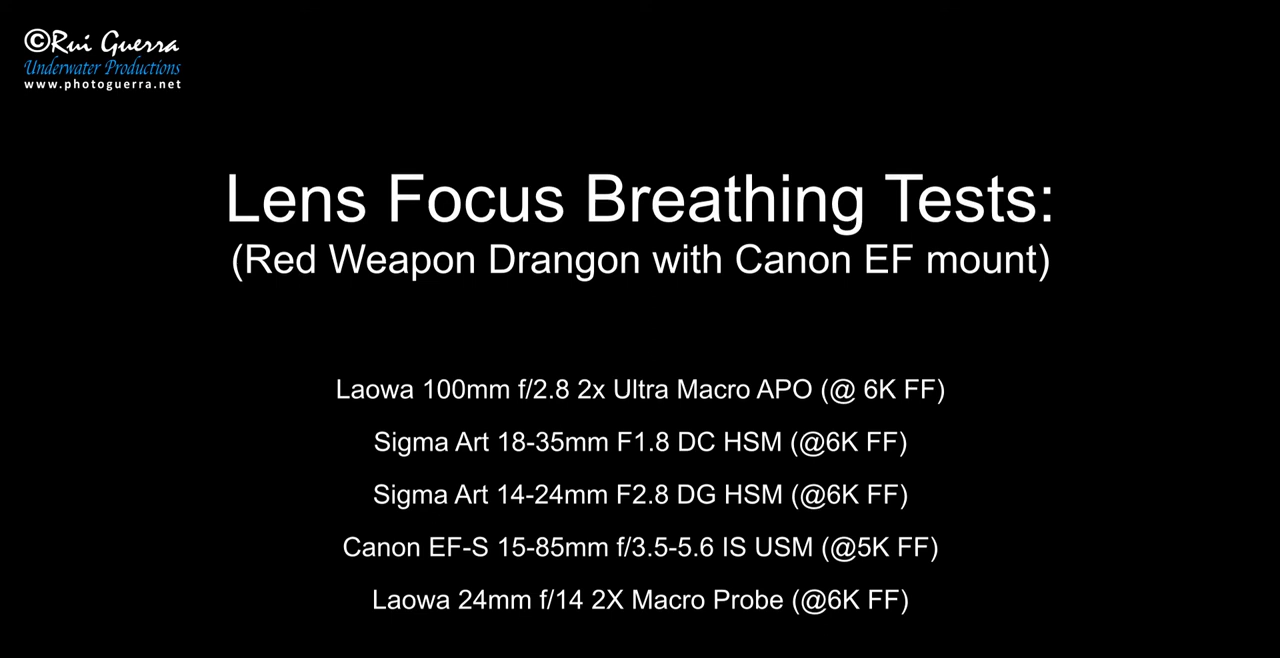 ©Rui Guerra
Underwater Productions
www.photoguerra.net
Lens Focus Breathing Tests:
(Red Weapon Drangon with Canon EF mount)
Laowa 100mm f/2.8 2x Ultra Macro APO (@ 6K FF)
Sigma Art 18-35mm F1.8 DC HSM (@6K FF)
Sigma Art 14-24mm F2.8 DG HSM (@6K FF)
Canon EF-S 15-85mm f/3.5-5.6 IS USM (@5K FF)
Laowa 24mm f/14 2X Macro Probe (@6K FF)